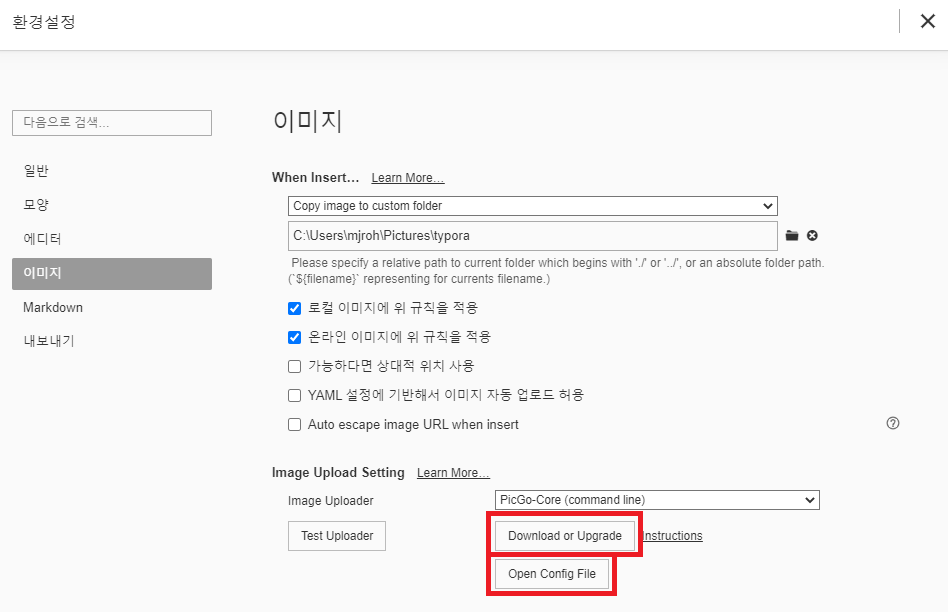 환경설정
다음으로 검색...
일반
모양
에디터
이미지
Markdown
내보내기
이미지
When Insert... Learn More...
Copy image to custom folder
C:\Users\mjroh\Pictures\typora
Please specify a relative path to current folder which begins with './' or '../', or an absolute folder path.
(`${filename}` representing for currents filename.)
로컬 이미지에 위 규칙을 적용
온라인 이미지에 위 규칙을 적용
가능하다면 상대적 위치 사용
YAML 설정에 기반해서 이미지 자동 업로드 허용
Auto escape image URL when insert
Image Upload Setting Learn More...
Image Uploader PicGo-Core (command line)
Test Uploader Download or Upgrade Instructions
Open Config File